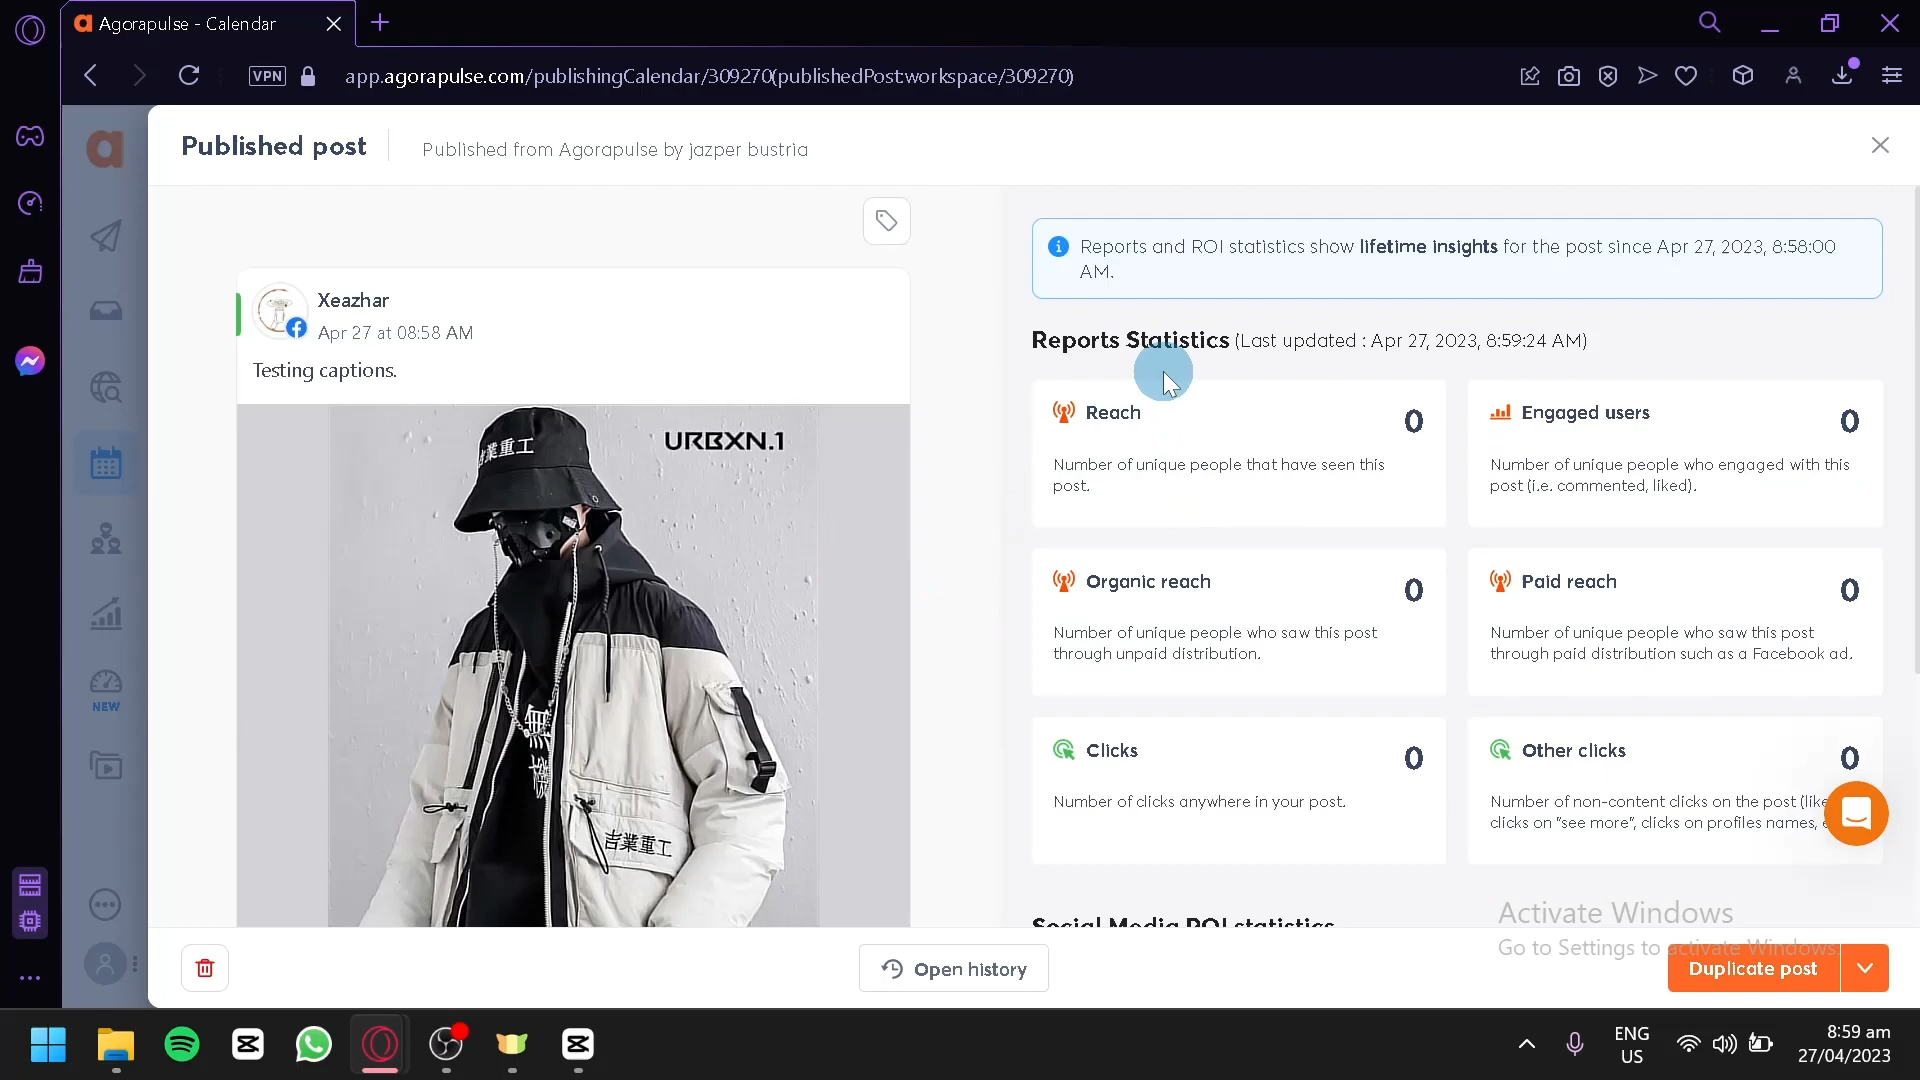 Agorapulse - Calendar
VPN
app.agorapulse.com/publishingCalendar/309270(publishedPost:workspace/309270)
Published post
Published from Agorapulse by jazper bustria
Reports and ROI statistics show lifetime insights for the post since Apr 27, 2023, 8:58:00
AM.
Xeazhar
Apr 27 at 08:58 AM
Testing captions.
URBXN.1
吉業重工
Reports Statistics (Last updated : Apr 27, 2023, 8:59:24 AM)
Reach
0
Number of unique people that have seen this
post.
Engaged users
0
Number of unique people who engaged with this
post (i.e. commented, liked).
Organic reach
0
Number of unique people who saw this post
through unpaid distribution.
Paid reach
0
Number of unique people who saw this post
through paid distribution such as a Facebook ad.
Clicks
0
Number of clicks anywhere in your post.
Other clicks
0
Number of non-content clicks on the post (like
clicks on "see more", clicks on profiles names,
Social Media ROI statistics
NEW
Activate Windows
Go to Settings to activate Windows.
Open history
Duplicate post
ENG
US
8:59 am
27/04/2023